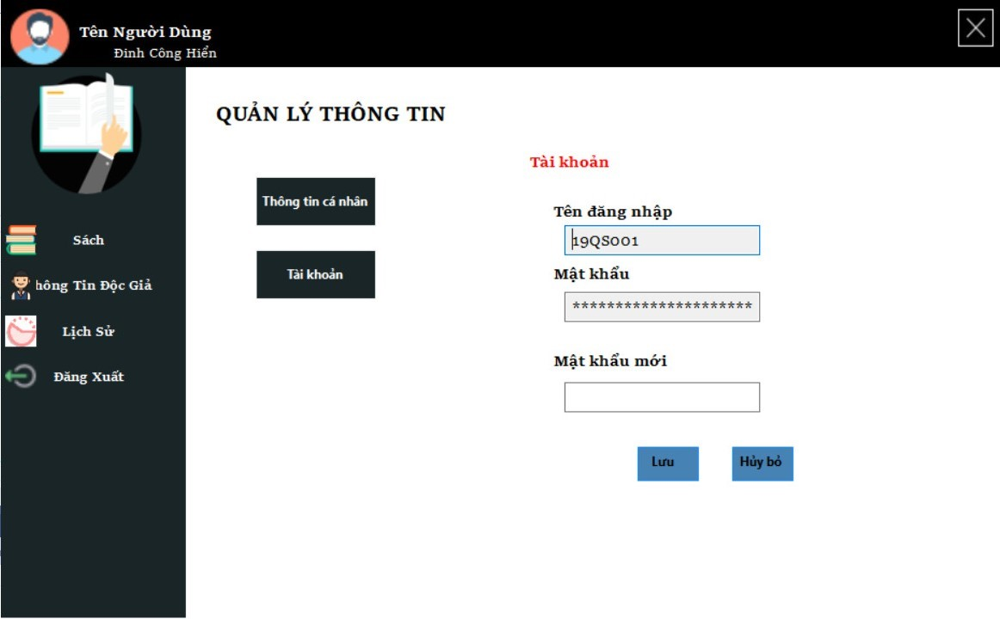 Tên Người Dùng
Đinh Công Hiển
QUẢN LÝ THÔNG TIN
Sách
hông Tin Độc Giả
Lịch Sử
Đăng Xuất
Thông tin cá nhân
Tài khoản
Tài khoản
Tên đăng nhập
19QS001
Mật khẩu
*********************
Mật khẩu mới
Lưu
Hủy bỏ